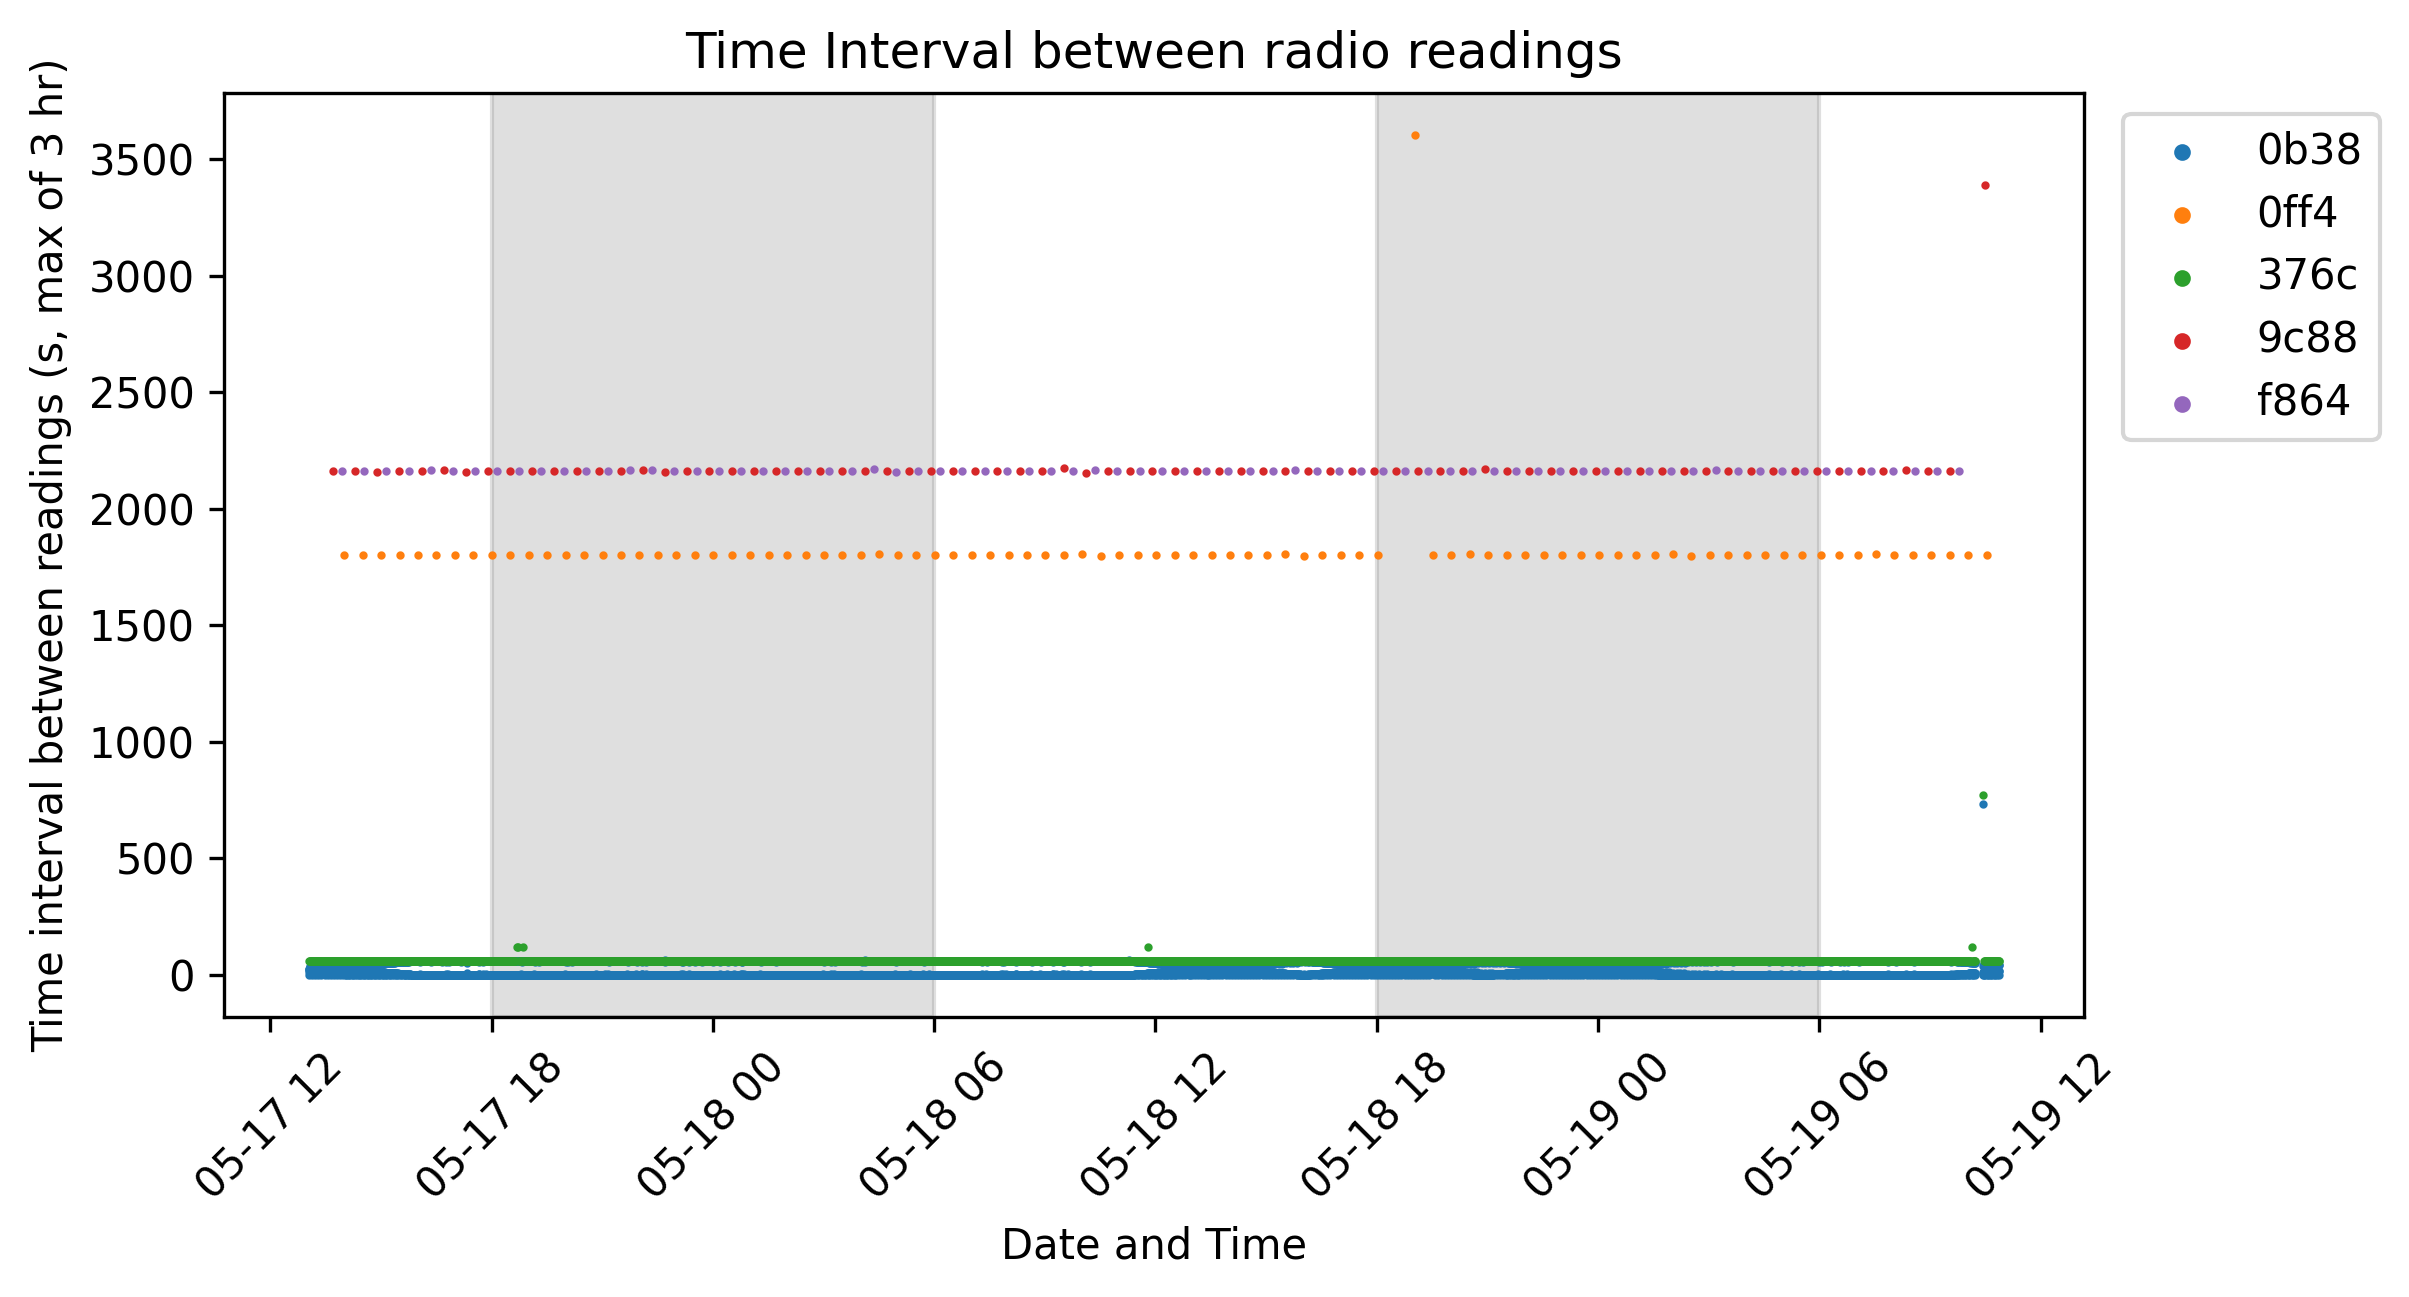 Time Interval between radio readings
Time interval between readings (s, max of 3 hr)
3500
3000
2500
2000
1500
1000
500
0
0b38
0ff4
376c
9c88
f864
05-17 12
05-17 18
05-18 00
05-18 06
05-18 12
05-18 18
05-19 00
05-19 06
05-19 12
Date and Time